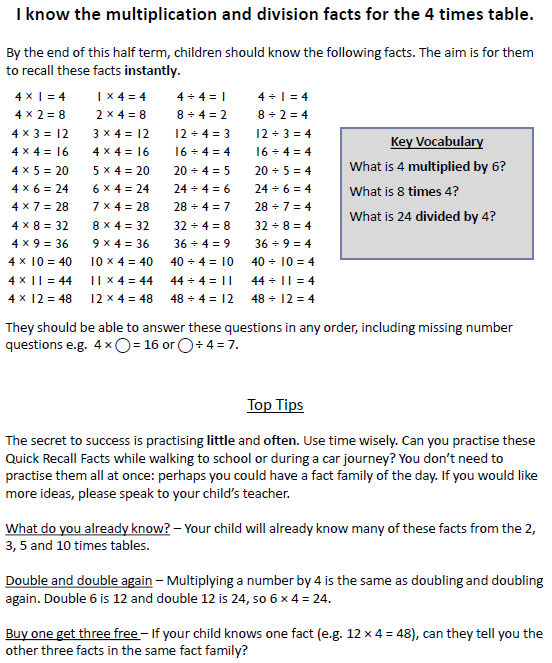 I know the multiplication and division facts for the 4 times table.
By the end of this half term, children should know the following facts. The aim is for them
to recall these facts instantly.
4 × 1 = 4 1 × 4 = 4 4 ÷ 4 = 1 4 ÷ 1 = 4
4 × 2 = 8 2 × 4 = 8 8 ÷ 4 = 2 8 ÷ 2 = 4
4 × 3 = 12 3 × 4 = 12 12 ÷ 4 = 3 12 ÷ 3 = 4
4 × 4 = 16 4 × 4 = 16 16 ÷ 4 = 4 16 ÷ 4 = 4
4 × 5 = 20 5 × 4 = 20 20 ÷ 4 = 5 20 ÷ 5 = 4
4 × 6 = 24 6 × 4 = 24 24 ÷ 4 = 6 24 ÷ 6 = 4
4 × 7 = 28 7 × 4 = 28 28 ÷ 4 = 7 28 ÷ 7 = 4
4 × 8 = 32 8 × 4 = 32 32 ÷ 4 = 8 32 ÷ 8 = 4
4 × 9 = 36 9 × 4 = 36 36 ÷ 4 = 9 36 ÷ 9 = 4
4 × 10 = 40 10 × 4 = 40 40 ÷ 4 = 10 40 ÷ 10 = 4
4 × 11 = 44 11 × 4 = 44 44 ÷ 4 = 11 44 ÷ 11 = 4
4 × 12 = 48 12 × 4 = 48 48 ÷ 4 = 12 48 ÷ 12 = 4
Key Vocabulary
What is 4 multiplied by 6?
What is 8 times 4?
What is 24 divided by 4?
They should be able to answer these questions in any order, including missing number
questions e.g. 4 × ◯ = 16 or ◯ ÷ 4 = 7.
Top Tips
The secret to success is practising little and often. Use time wisely. Can you practise these
Quick Recall Facts while walking to school or during a car journey? You don't need to
practise them all at once: perhaps you could have a fact family of the day. If you would like
more ideas, please speak to your child's teacher.
What do you already know? – Your child will already know many of these facts from the 2,
3, 5 and 10 times tables.
Double and double again – Multiplying a number by 4 is the same as doubling and doubling
again. Double 6 is 12 and double 12 is 24, so 6 × 4 = 24.
Buy one get three free – If your child knows one fact (e.g. 12 × 4 = 48), can they tell you the
other three facts in the same fact family?